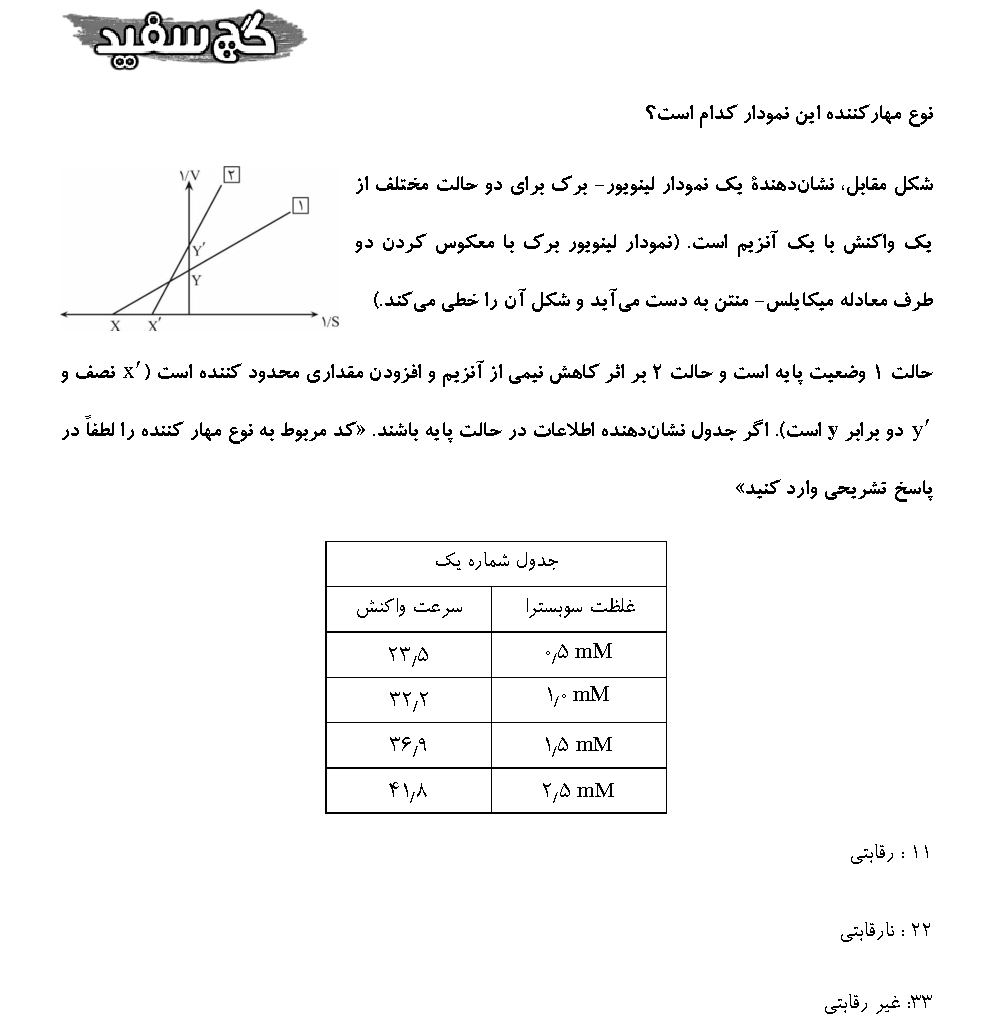 گچ سفید
نوع مهارکننده این نمودار کدام است؟
شکل مقابل، نشان‌دهندهٔ یک نمودار لینویور- برک برای دو حالت مختلف از
یک واکنش با یک آنزیم است. (نمودار لینویور برک با معکوس کردن دو
طرف معادله میکایلس- منتن به دست می‌آید و شکل آن را خطی می‌کند.)
۱/V
۲
۱
Y′
Y
X
X′
۱/S
حالت ۱ وضعیت پایه است و حالت ۲ بر اثر کاهش نیمی از آنزیم و افزودن مقداری محدود کننده است (x′ نصف و
y′ دو برابر y است). اگر جدول نشان‌دهنده اطلاعات در حالت پایه باشند. «کد مربوط به نوع مهار کننده را لطفاً در
پاسخ تشریحی وارد کنید»
جدول شماره یک
غلظت سوبسترا
سرعت واکنش
۰٫۵ mM
۲۳٫۵
۱٫۰ mM
۳۲٫۲
۱٫۵ mM
۳۶٫۹
۲٫۵ mM
۴۱٫۸
۱۱ : رقابتی
۲۲ : نارقابتی
۳۳: غیر رقابتی